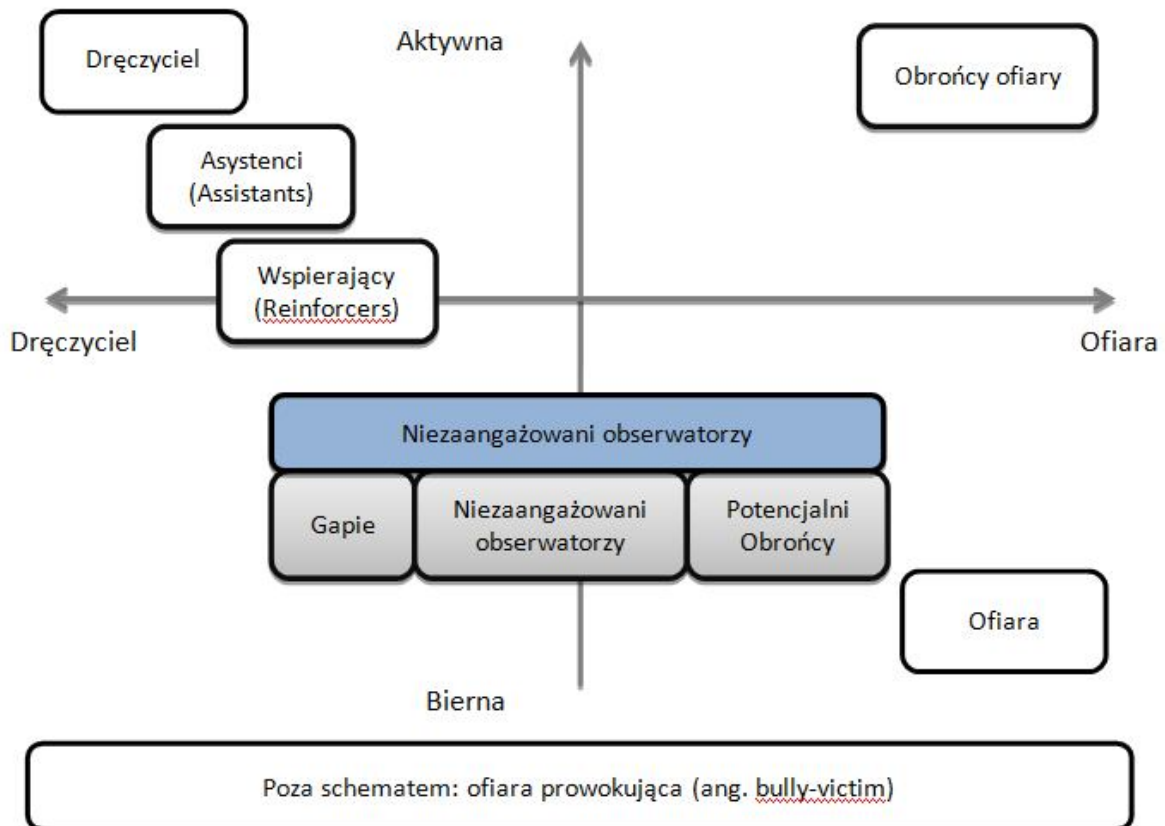 Dręczyciel
Aktywna
Obrońcy ofiary
Asystenci
(Assistants)
Wspierający
(Reinforcers)
Dręczyciel
Ofiara
Niezaangażowani obserwatorzy
Gapie
Niezaangażowani
obserwatorzy
Potencjalni
Obrońcy
Ofiara
Bierna
Poza schematem: ofiara prowokująca (ang. bully-victim)